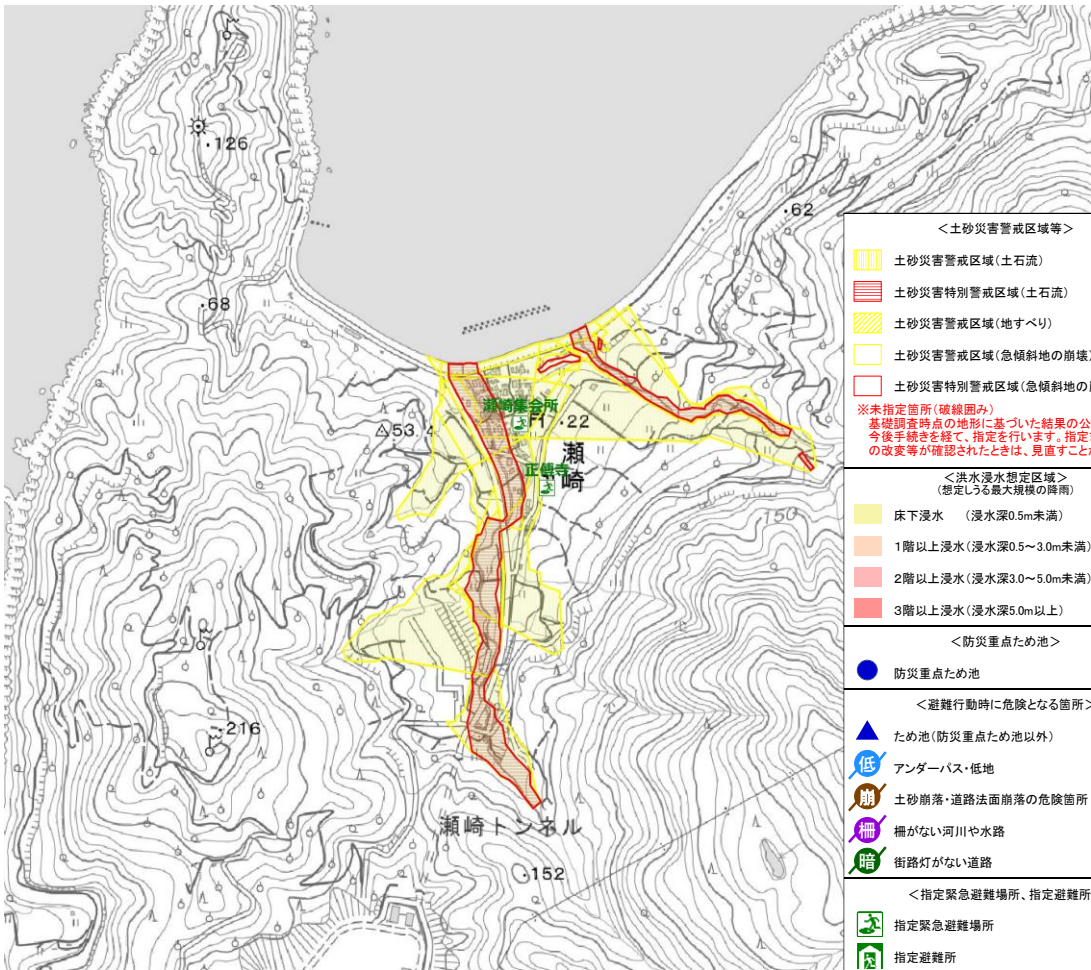 100
・126
・62
・68
△53.4
瀬崎集会所
・22
瀬崎
正傳寺
150
・216
瀬崎トンネル
・152
＜土砂災害警戒区域等＞
土砂災害警戒区域(土石流)
土砂災害特別警戒区域(土石流)
土砂災害警戒区域(地すべり)
土砂災害警戒区域(急傾斜地の崩壊
土砂災害特別警戒区域(急傾斜地の
※未指定箇所(破線囲み)
基礎調査時点の地形に基づいた結果の公
今後手続きを経て、指定を行います。指定
の改変等が確認されたときは、見直すことが
＜洪水浸水想定区域＞
(想定しうる最大規模の降雨)
床下浸水　(浸水深0.5m未満)
1階以上浸水(浸水深0.5～3.0m未満)
2階以上浸水(浸水深3.0～5.0m未満)
3階以上浸水(浸水深5.0m以上)
＜防災重点ため池＞
防災重点ため池
＜避難行動時に危険となる箇所＞
ため池(防災重点ため池以外)
低 アンダーパス・低地
崩 土砂崩落・道路法面崩落の危険箇所
柵 柵がない河川や水路
暗 街路灯がない道路
＜指定緊急避難場所、指定避難所
指定緊急避難場所
指定避難所